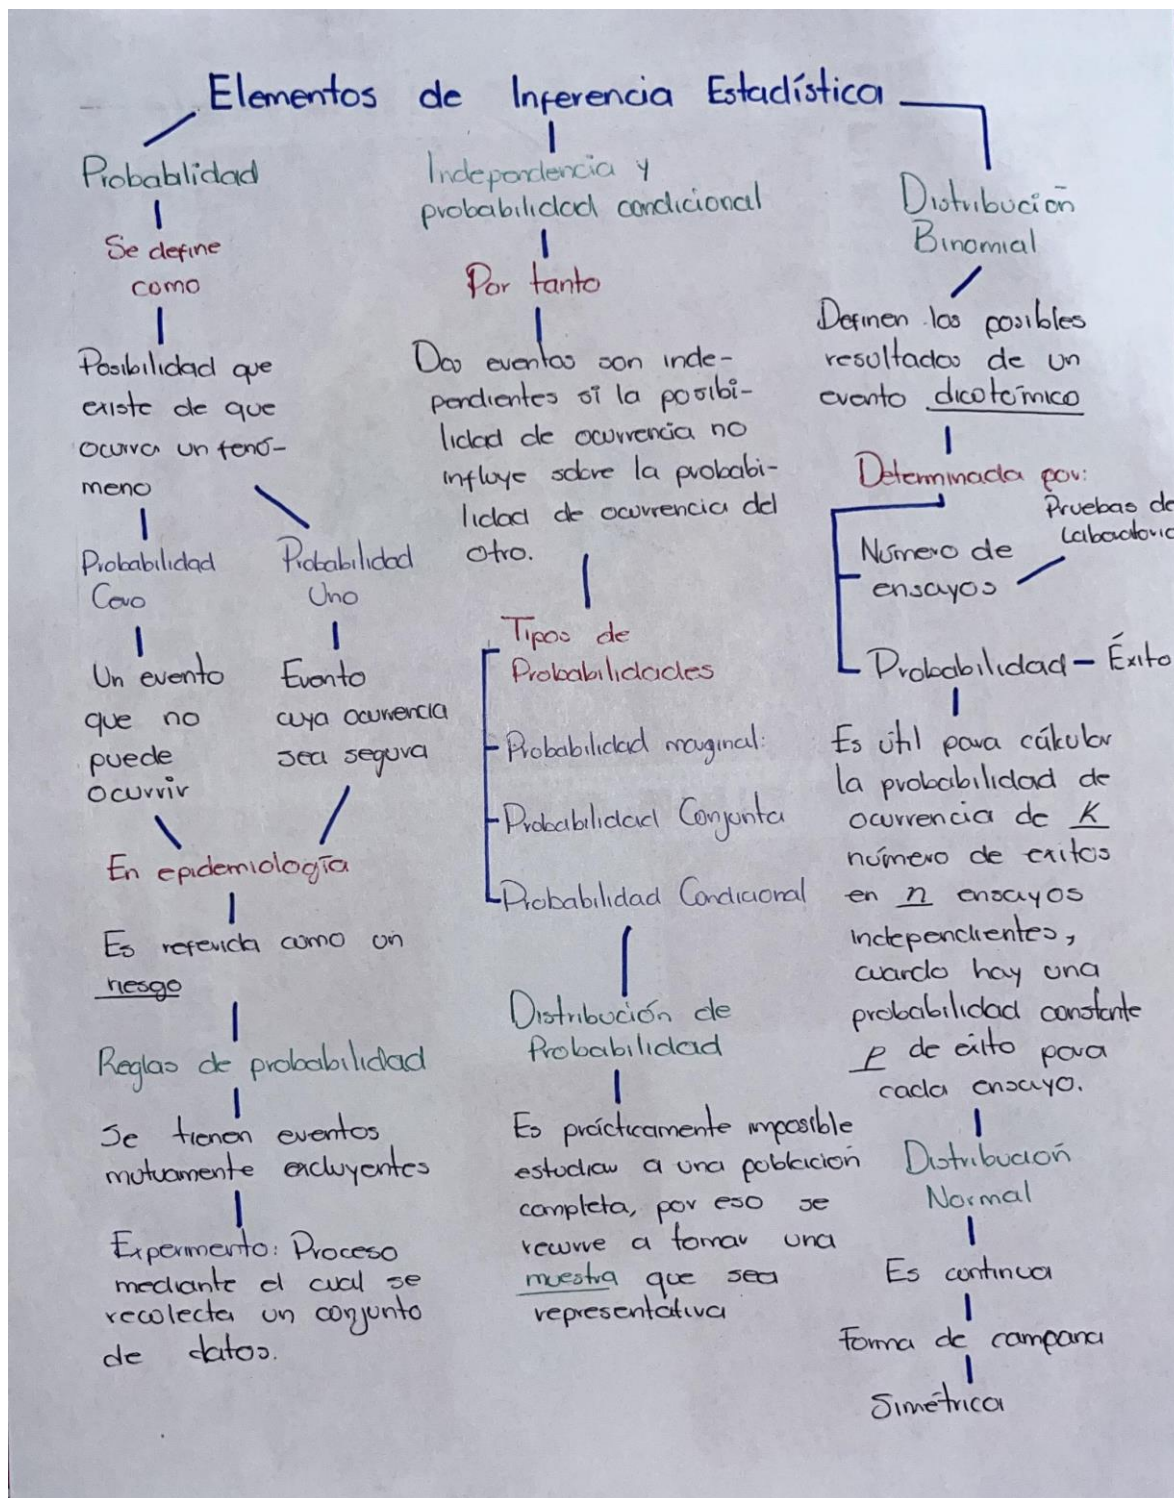 Elementos de Inferencia Estadística
Probabilidad
Se define
como
Posibilidad que
existe de que
ocurra un fenó-
meno
Probabilidad
Cero
Un evento
que no
puede
ocurrir
Probabilidad
Uno
Evento
cuya ocurrencia
sea segura
En epidemiología
Es referida como un
riesgo
Reglas de probabilidad
Se tienen eventos
mutuamente excluyentes
Experimento: Proceso
mediante el cual se
recolecta un conjunto
de datos.
Independencia y
probabilidad condicional
Por tanto
Dos eventos son inde-
pendientes si la posibi-
lidad de ocurrencia no
influye sobre la probabi-
lidad de ocurrencia del
otro.
Tipos de
Probabilidades
Probabilidad marginal:
Probabilidad Conjunta
Probabilidad Condicional
Distribución de
Probabilidad
Es prácticamente imposible
estudiar a una población
completa, por eso se
recurre a tomar una
muestra que sea
representativa
Distribución
Binomial
Definen los posibles
resultados de un
evento dicotómico
Determinada por:
Número de
ensayos
Pruebas de
Laboratorio
Probabilidad - Éxito
Es útil para cálcular
la probabilidad de
ocurrencia de K
número de exitos
en n ensayos
independientes,
cuando hay una
probabilidad constante
P de éxito para
cada ensayo.
Distribución
Normal
Es continua
Forma de campana
Simétrica